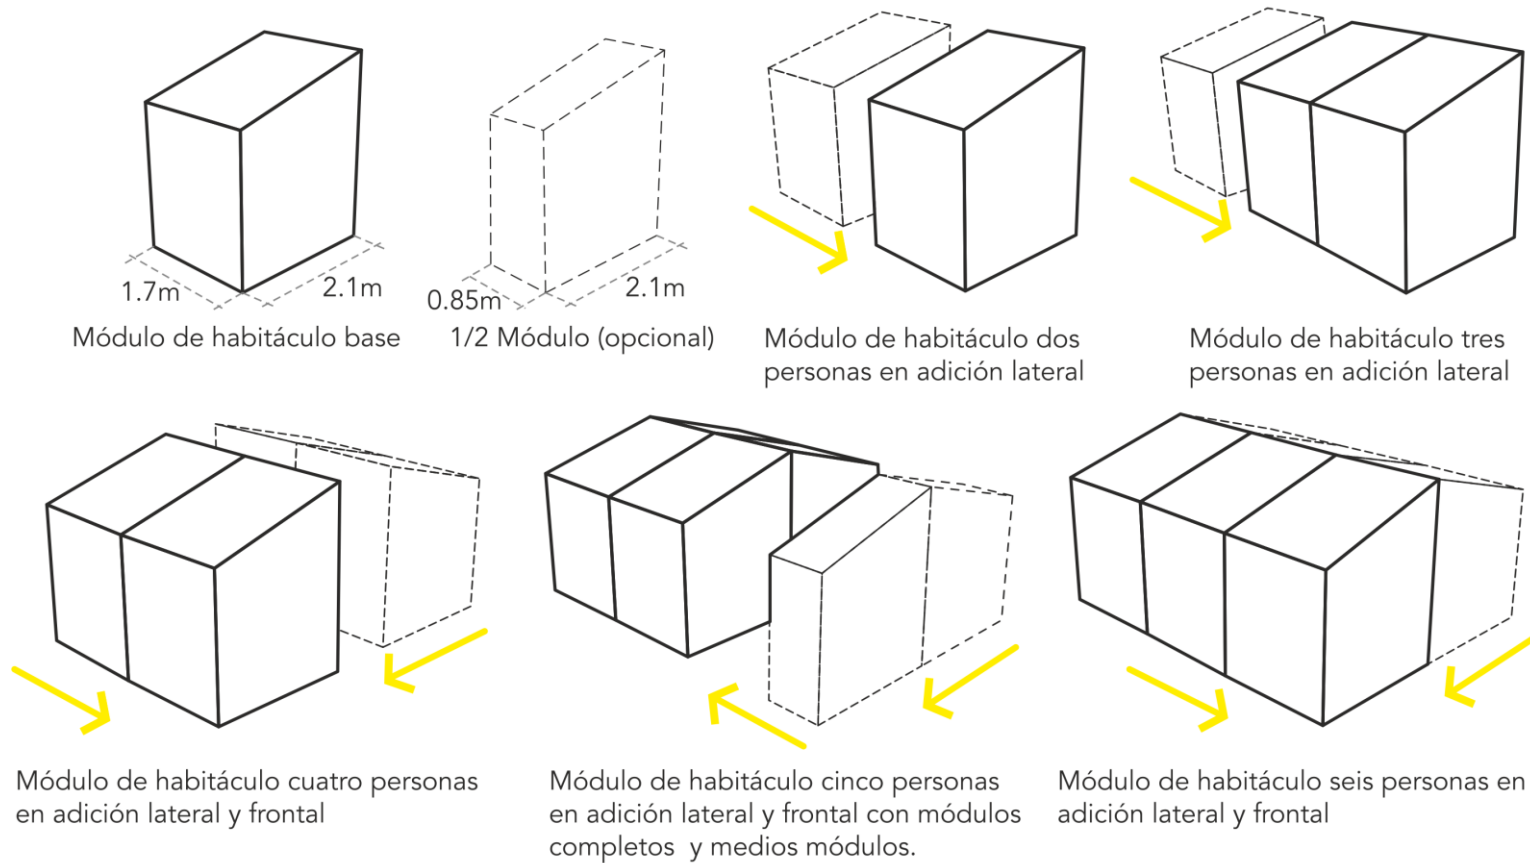 1.7m
2.1m
Módulo de habitáculo base
0.85m
2.1m
1/2 Módulo (opcional)
Módulo de habitáculo dos
personas en adición lateral
Módulo de habitáculo tres
personas en adición lateral
Módulo de habitáculo cuatro personas
en adición lateral y frontal
Módulo de habitáculo cinco personas
en adición lateral y frontal con módulos
completos y medios módulos.
Módulo de habitáculo seis personas en
adición lateral y frontal